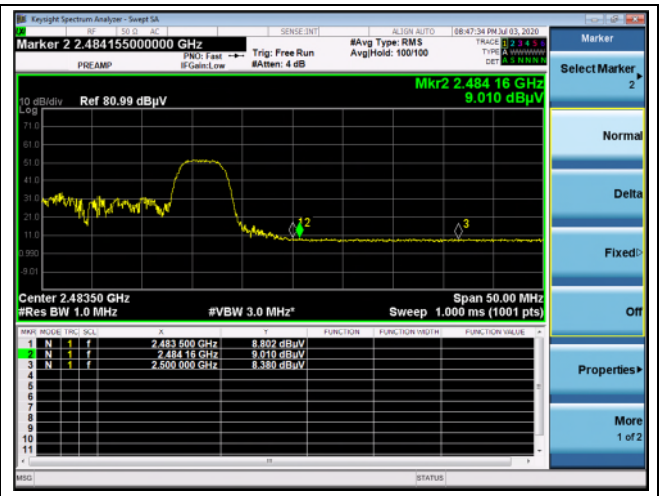 Keysight Spectrum Analyzer - Swept SA
RF 50 Ω AC SENSE:INT ALIGN AUTO 08:47:34 PM Jul 03, 2020
Marker 2 2.484155000000 GHz
PREAMP
PNO: Fast
IFGain:Low
Trig: Free Run
#Atten: 4 dB
#Avg Type: RMS
Avg|Hold: 100/100
TRACE 1 2 3 4 5 6
TYPE A WWWWW
DET A S N N N N
Mkr2 2.484 16 GHz
9.010 dBµV
10 dB/div Ref 80.99 dBµV
Log
71.0
61.0
51.0
41.0
31.0
21.0
11.0
0.990
-9.01
1 2
3
Center 2.48350 GHz Span 50.00 MHz
#Res BW 1.0 MHz #VBW 3.0 MHz* Sweep 1.000 ms (1001 pts)
MKR MODE TRC SCL X Y FUNCTION FUNCTION WIDTH FUNCTION VALUE
1 N 1 f 2.483 500 GHz 8.802 dBuV
2 N 1 f 2.484 16 GHz 9.010 dBuV
3 N 1 f 2.500 000 GHz 8.380 dBuV
4
5
6
7
8
9
10
11
MSG STATUS
Marker
Select Marker
2
Normal
Delta
Fixed
Off
Properties
More
1 of 2